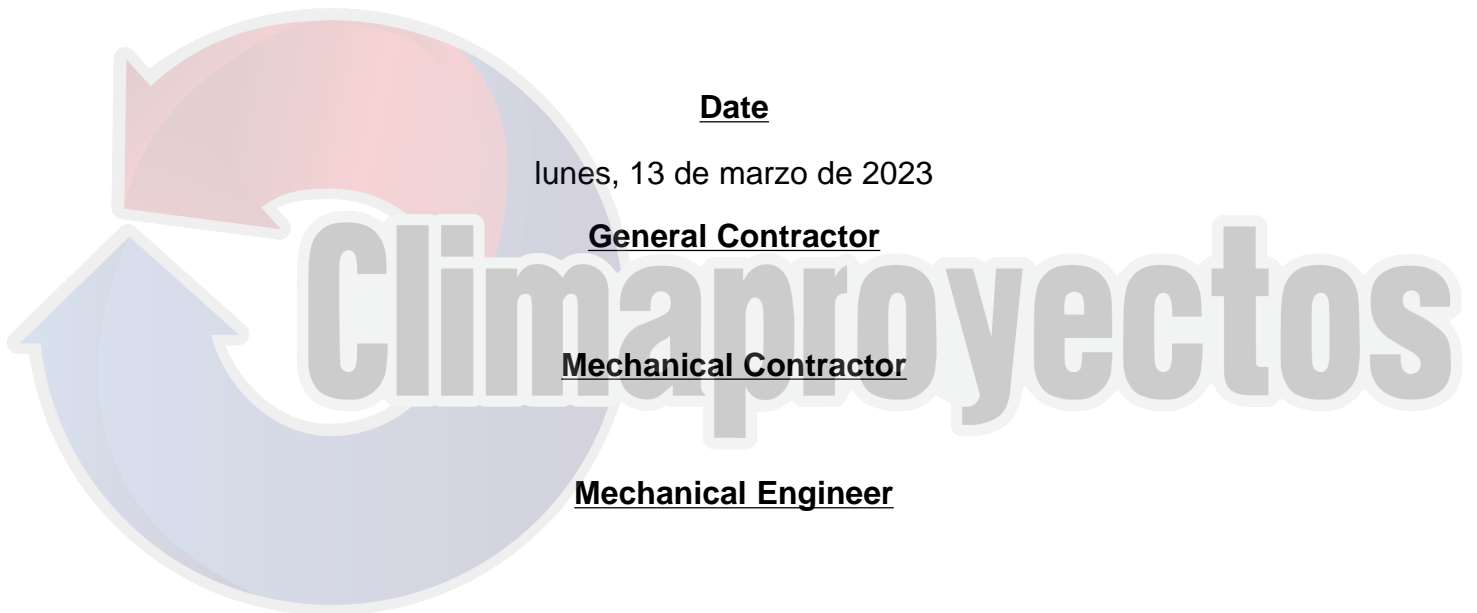 Date
lunes, 13 de marzo de 2023
General Contractor
Climaproyectos
Mechanical Contractor
Mechanical Engineer